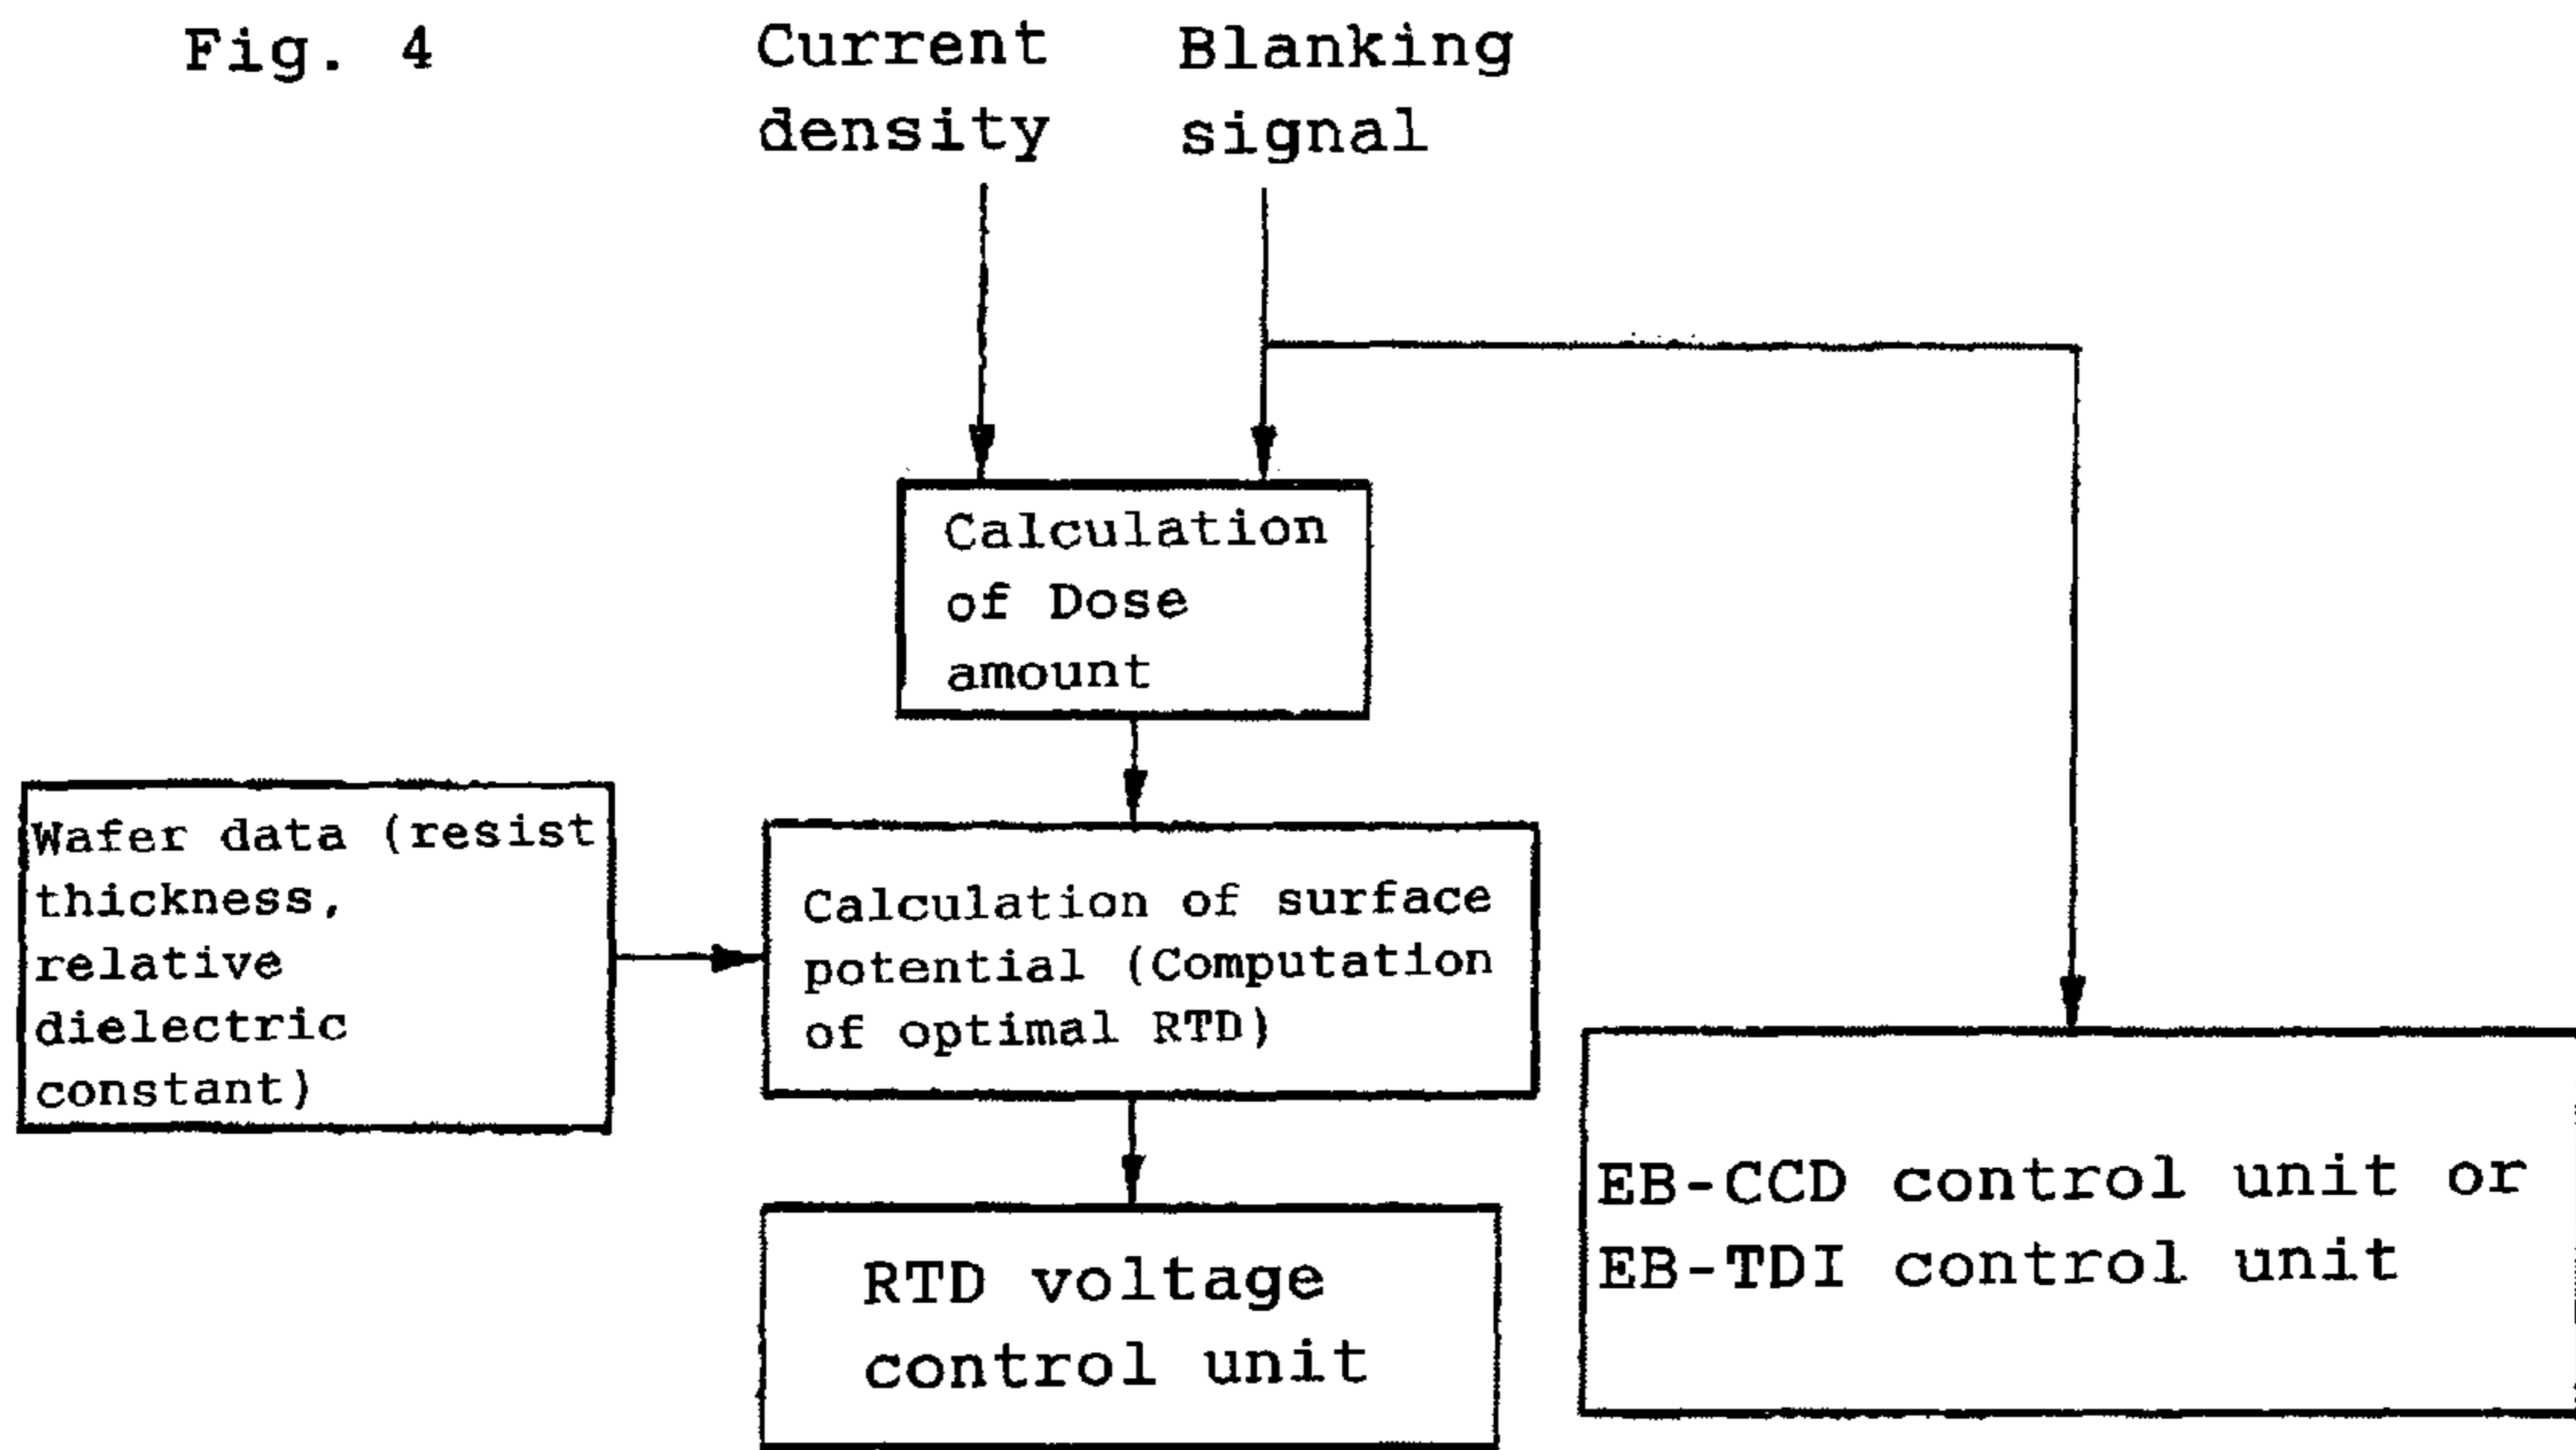 Fig. 4
Current
density
Blanking
signal
Calculation
of Dose
amount
Wafer data (resist
thickness,
relative
dielectric
constant)
Calculation of surface
potential (Computation
of optimal RTD)
RTD voltage
control unit
EB-CCD control unit or
EB-TDI control unit